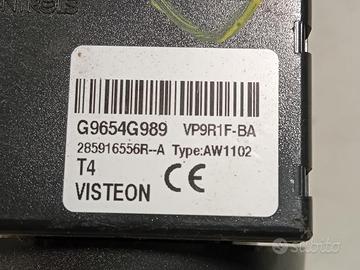 G9654G989 VP9R1F-BA
285916556R--A Type:AW1102
T4
VISTEON
CE
subito